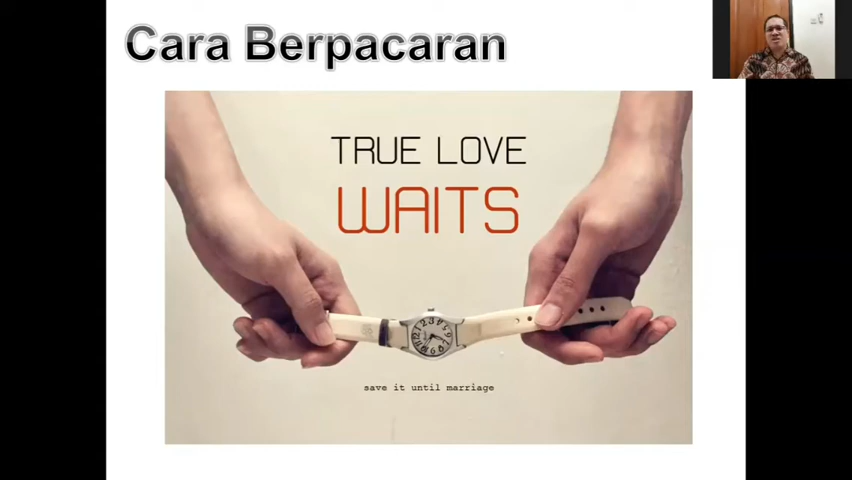 Cara Berpacaran
TRUE LOVE
WAITS
save it until marriage